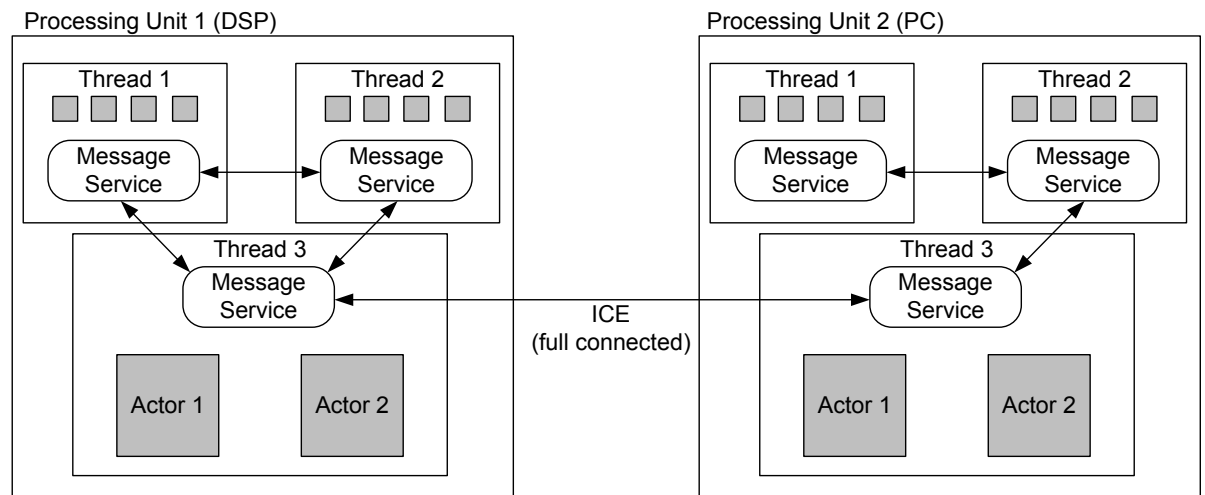 Processing Unit 1 (DSP)
Thread 1
Message
Service
Thread 2
Message
Service
Thread 3
Message
Service
Actor 1
Actor 2
ICE
(full connected)
Processing Unit 2 (PC)
Thread 1
Message
Service
Thread 2
Message
Service
Thread 3
Message
Service
Actor 1
Actor 2